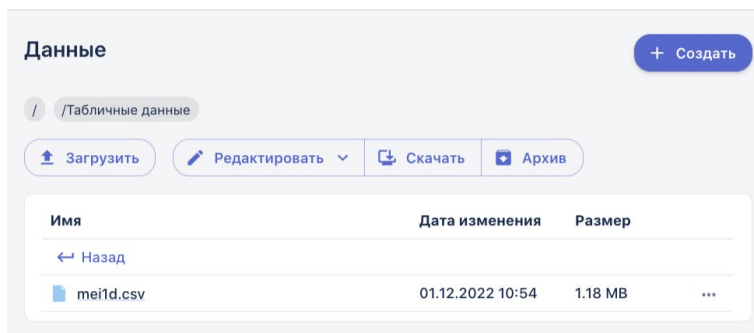 Данные
+ Создать
/ /Табличные данные
Загрузить Редактировать Скачать Архив
Имя Дата изменения Размер
Назад
mei1d.csv 01.12.2022 10:54 1.18 MB ...